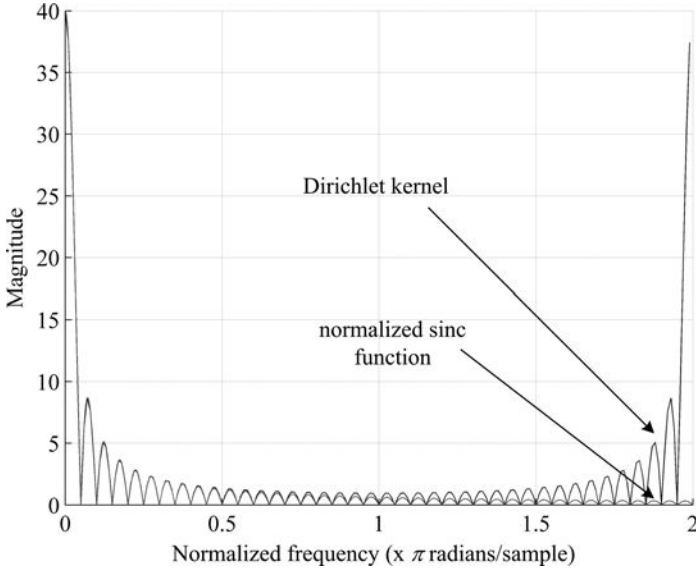 40
35
30
25
20
15
10
5
0
Magnitude
Dirichlet kernel
normalized sinc
function
0
0.5
1
1.5
2
Normalized frequency (x π radians/sample)